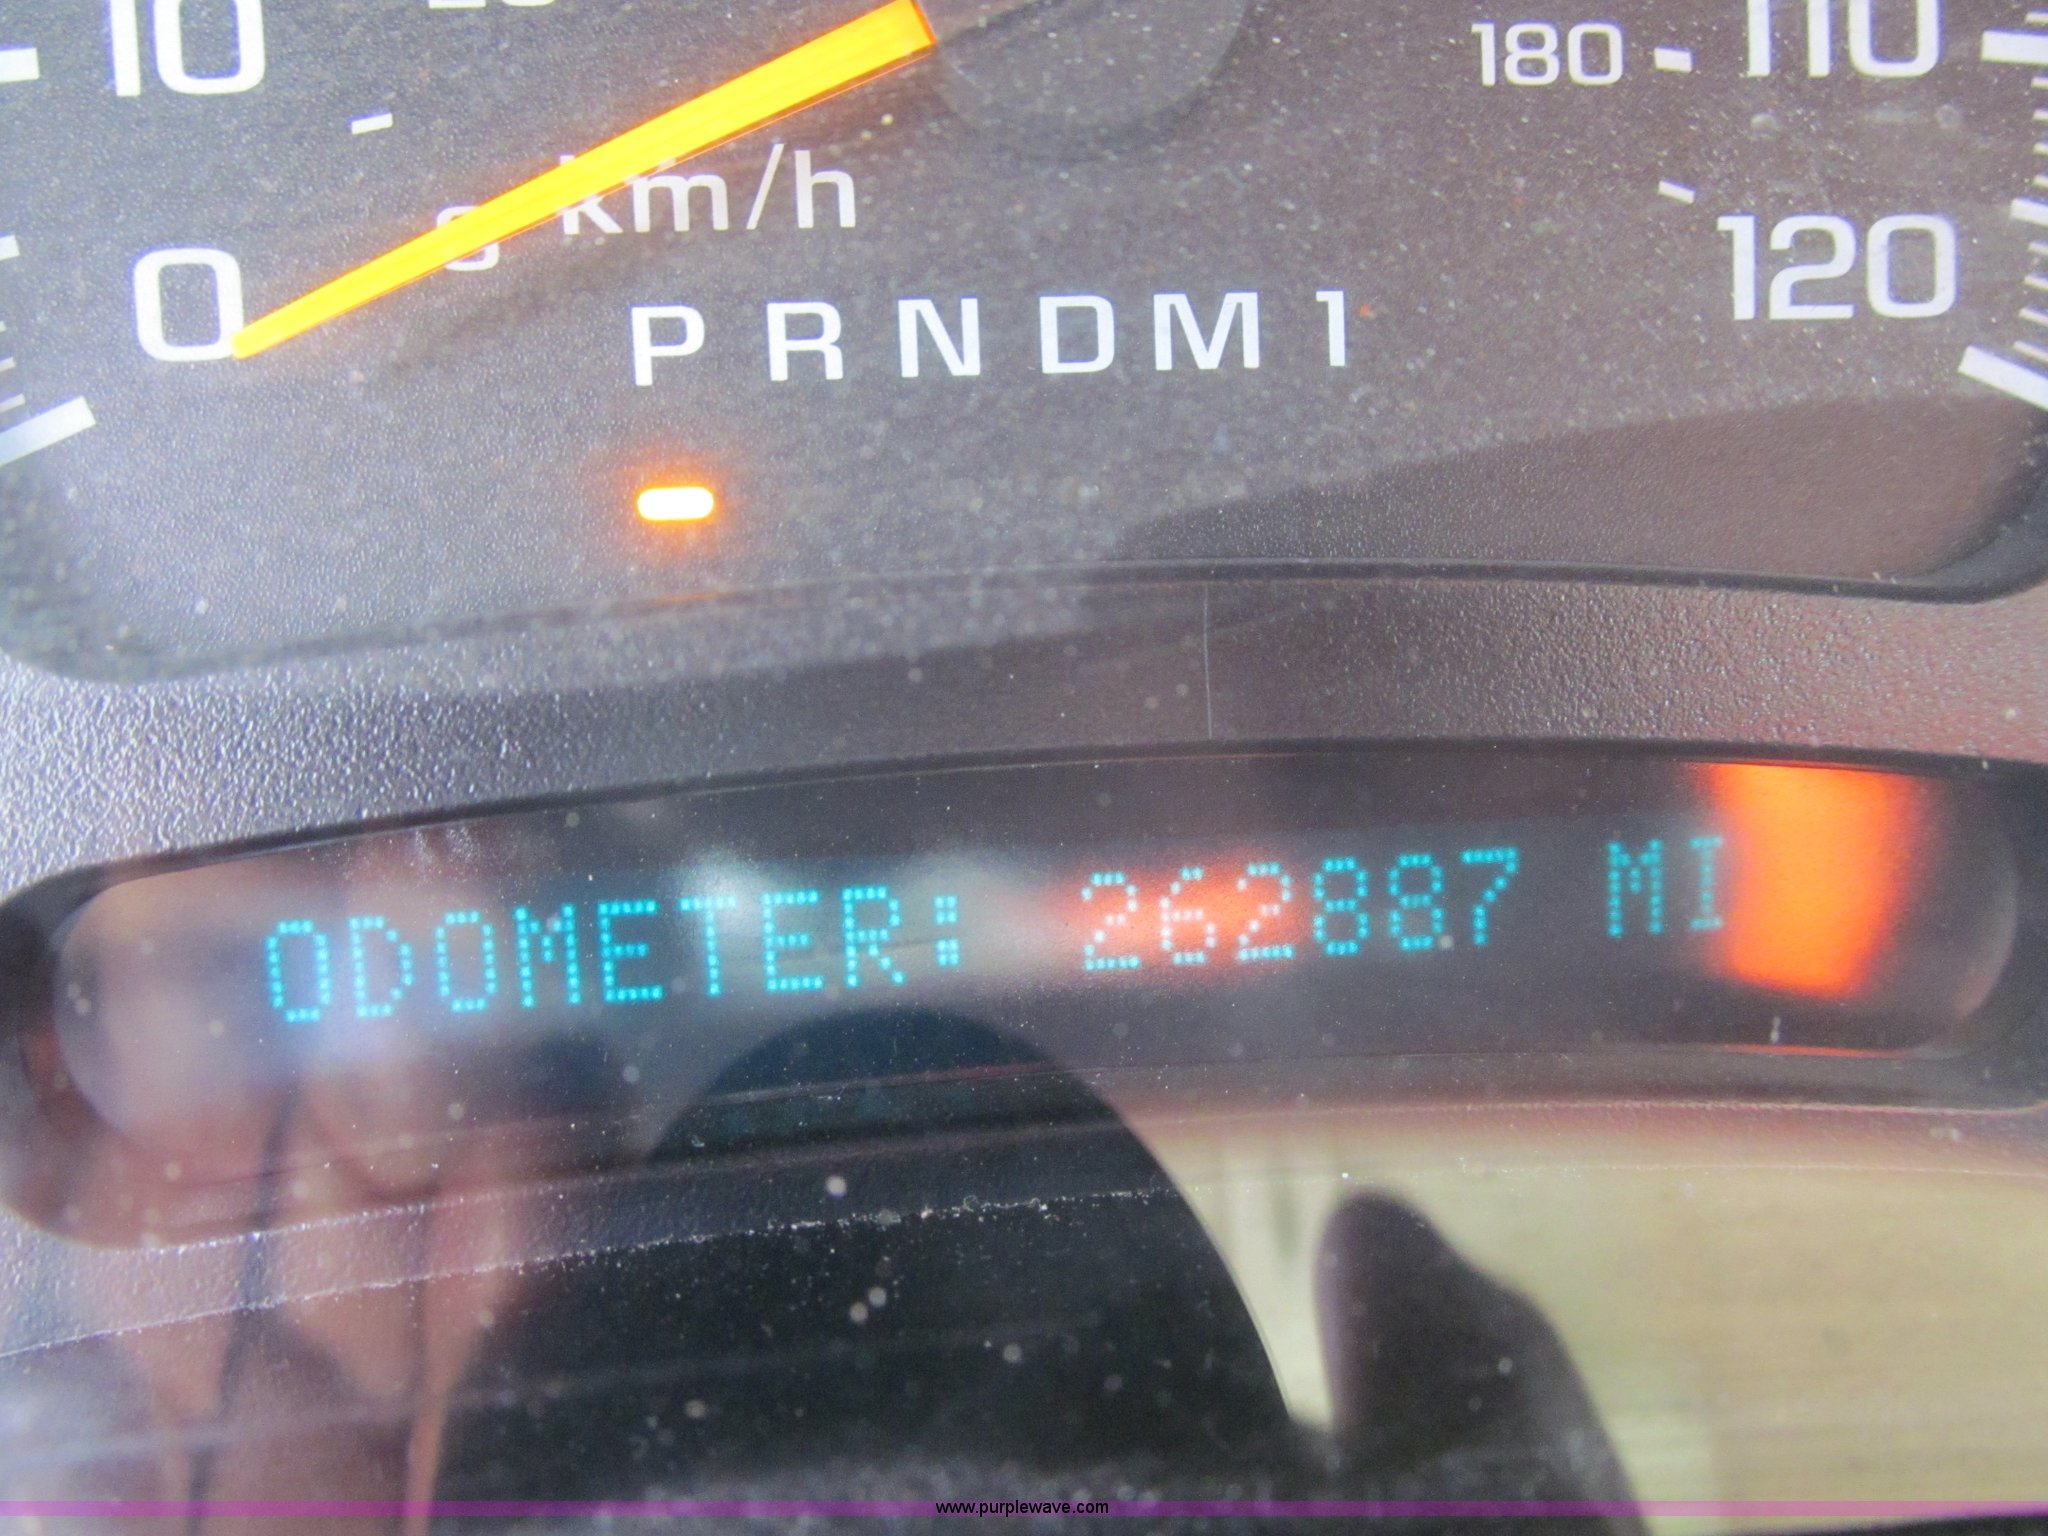 10
180 110
km/h
0
120
P R N D M 1
ODOMETER: 262887 MI
www.purplewave.com